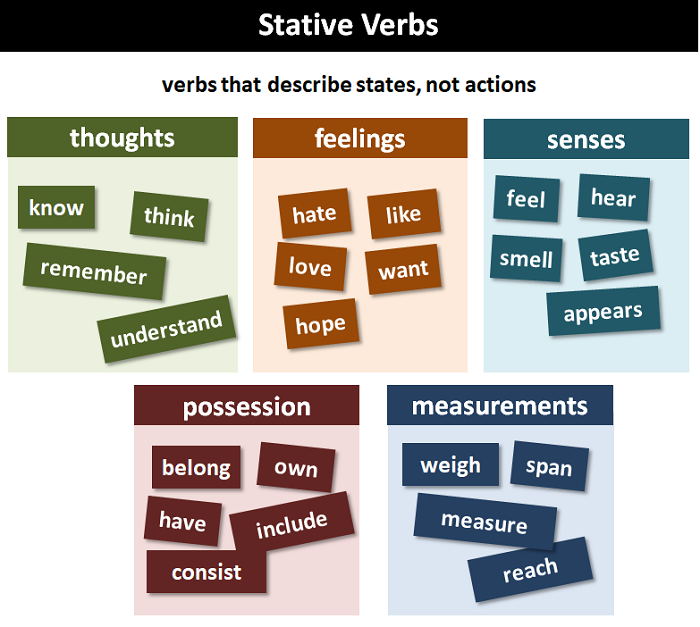 Stative Verbs
verbs that describe states, not actions
thoughts
know
think
remember
understand
feelings
hate
like
love
want
hope
senses
feel
hear
smell
taste
appears
possession
belong
own
have
include
consist
measurements
weigh
span
measure
reach